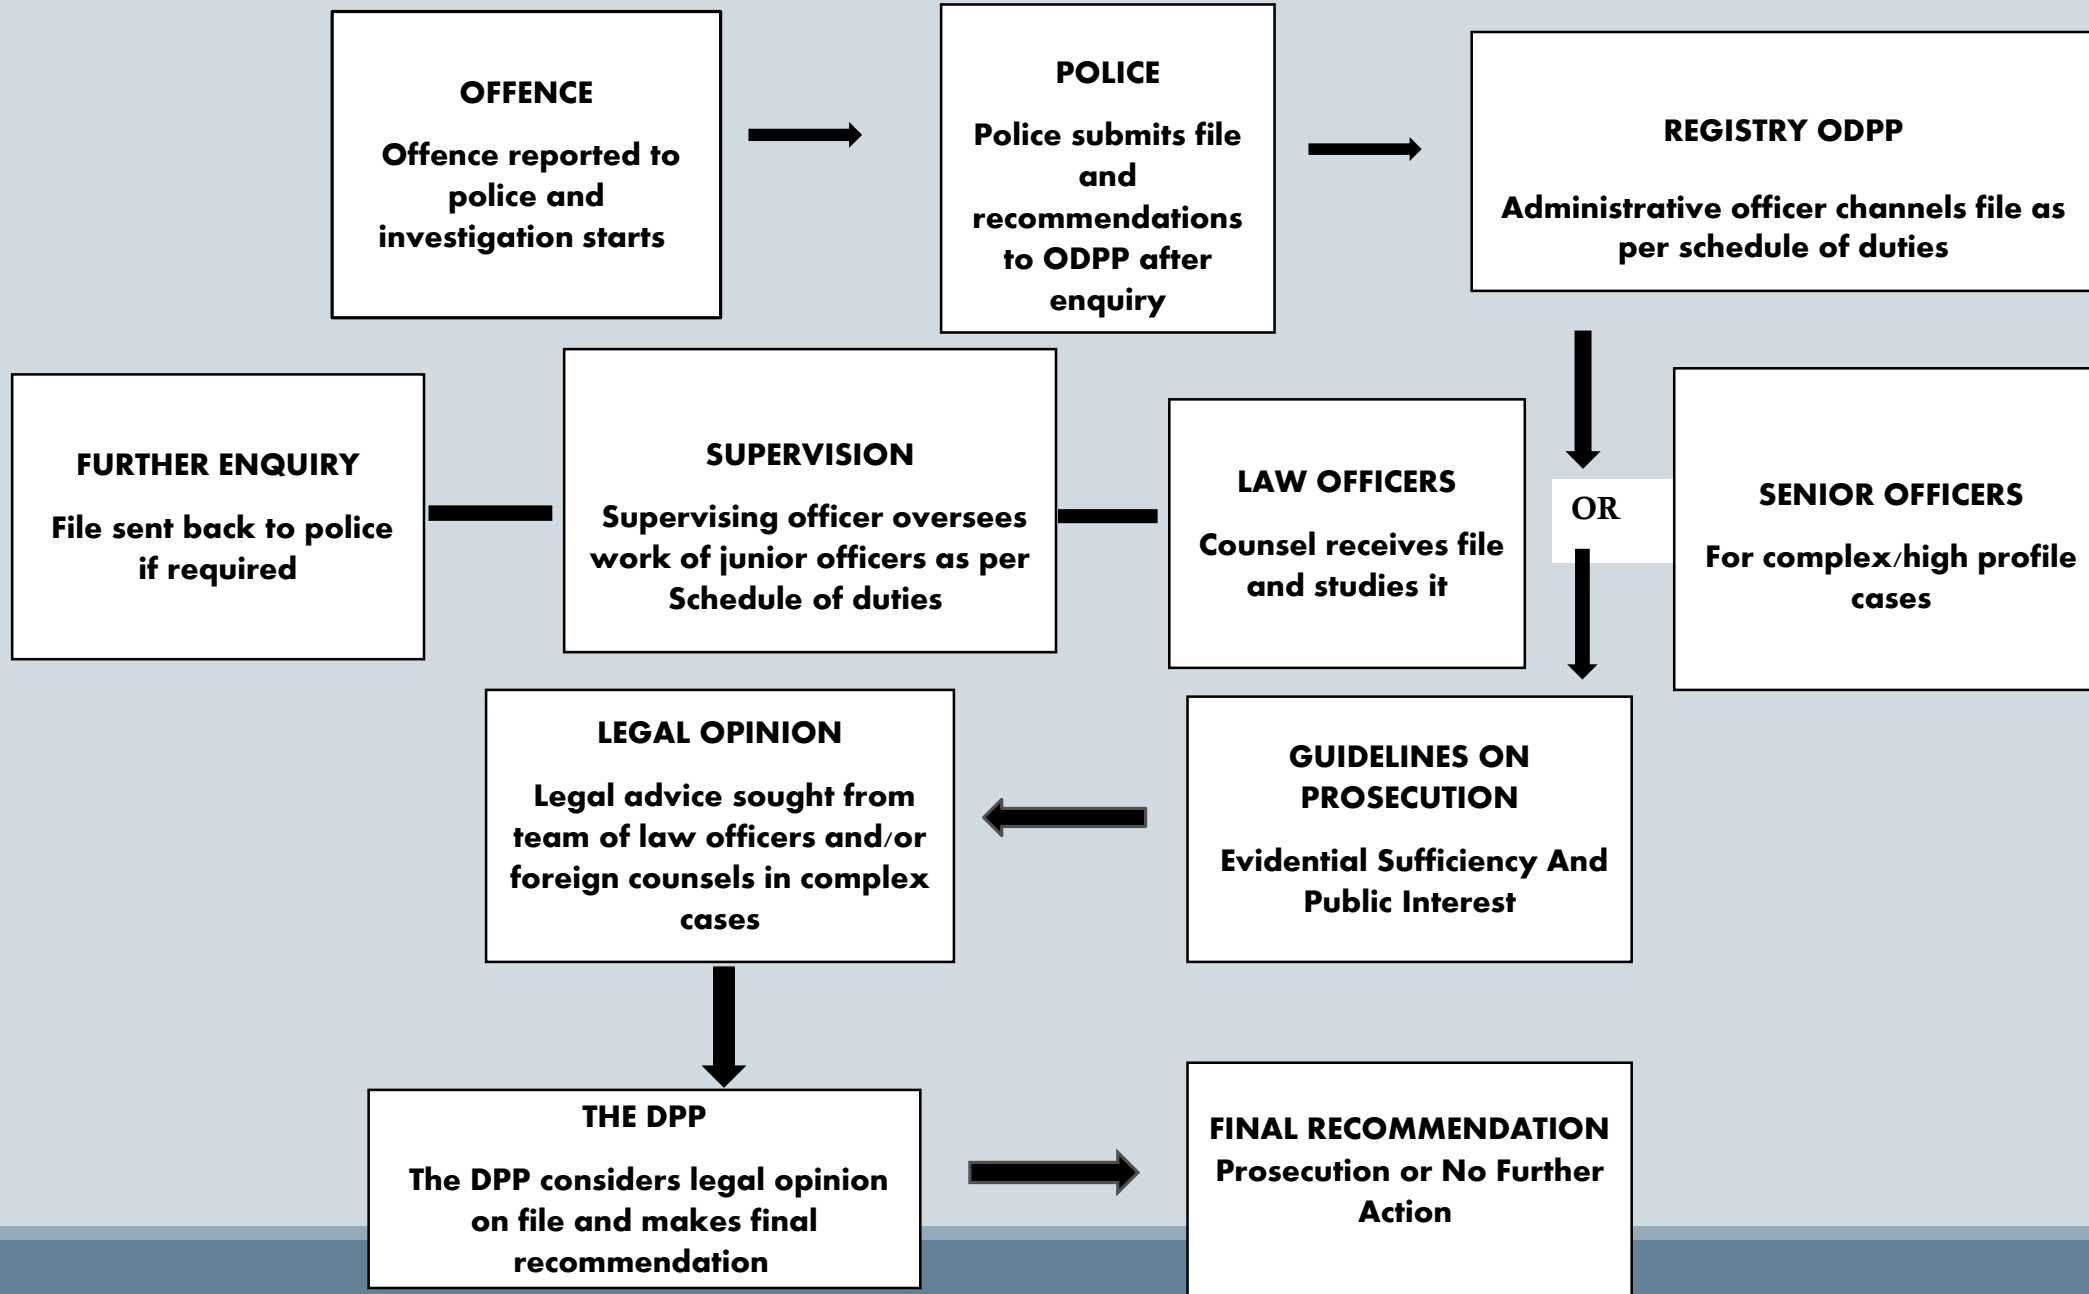 OFFENCE
Offence reported to
police and
investigation starts
POLICE
Police submits file
and
recommendations
to ODPP after
enquiry
REGISTRY ODPP
Administrative officer channels file as
per schedule of duties
FURTHER ENQUIRY
File sent back to police
if required
SUPERVISION
Supervising officer oversees
work of junior officers as per
Schedule of duties
LAW OFFICERS
Counsel receives file
and studies it
OR
SENIOR OFFICERS
For complex/high profile
cases
LEGAL OPINION
Legal advice sought from
team of law officers and/or
foreign counsels in complex
cases
GUIDELINES ON
PROSECUTION
Evidential Sufficiency And
Public Interest
THE DPP
The DPP considers legal opinion
on file and makes final
recommendation
FINAL RECOMMENDATION
Prosecution or No Further
Action